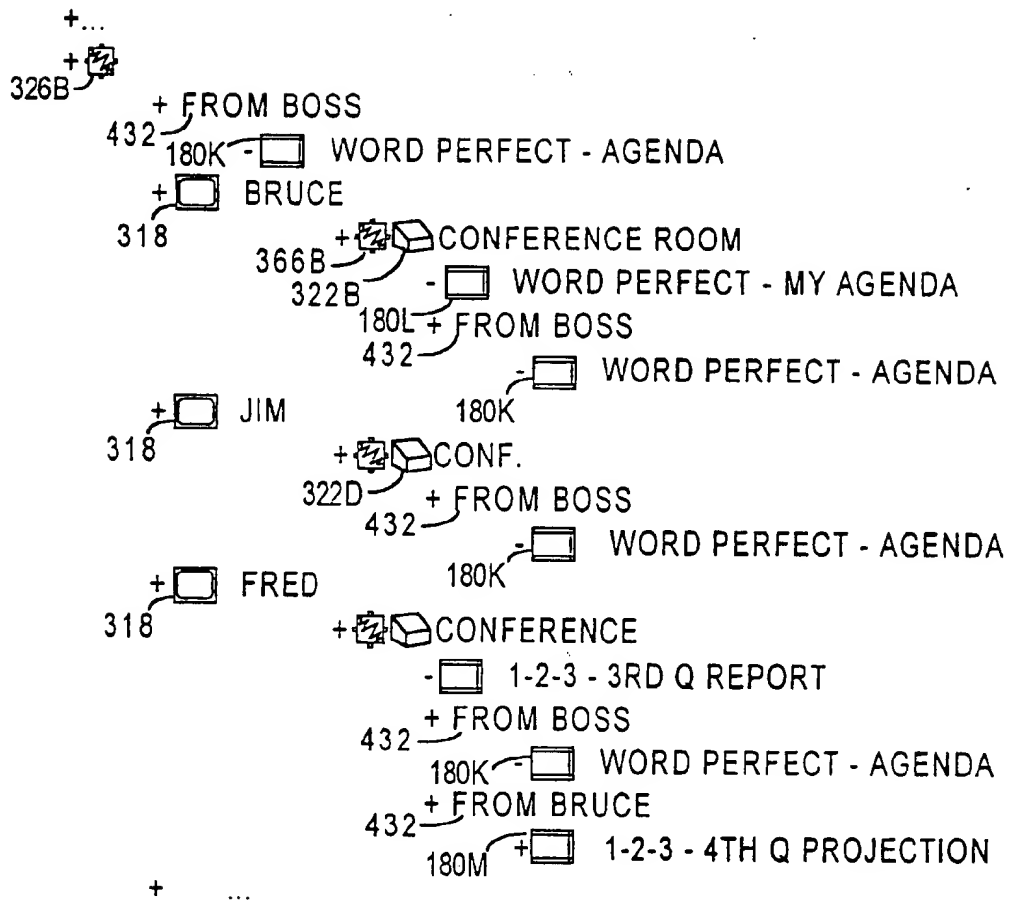 +...
+
326B
+ FROM BOSS
432
180K - WORD PERFECT - AGENDA
+ BRUCE
318
+ CONFERENCE ROOM
366B
322B
- WORD PERFECT - MY AGENDA
180L + FROM BOSS
432
- WORD PERFECT - AGENDA
180K
+ JIM
318
+ CONF.
322D
+ FROM BOSS
432
- WORD PERFECT - AGENDA
180K
+ FRED
318
+ CONFERENCE
- 1-2-3 - 3RD Q REPORT
+ FROM BOSS
432
180K - WORD PERFECT - AGENDA
+ FROM BRUCE
432
180M + 1-2-3 - 4TH Q PROJECTION
+ ...